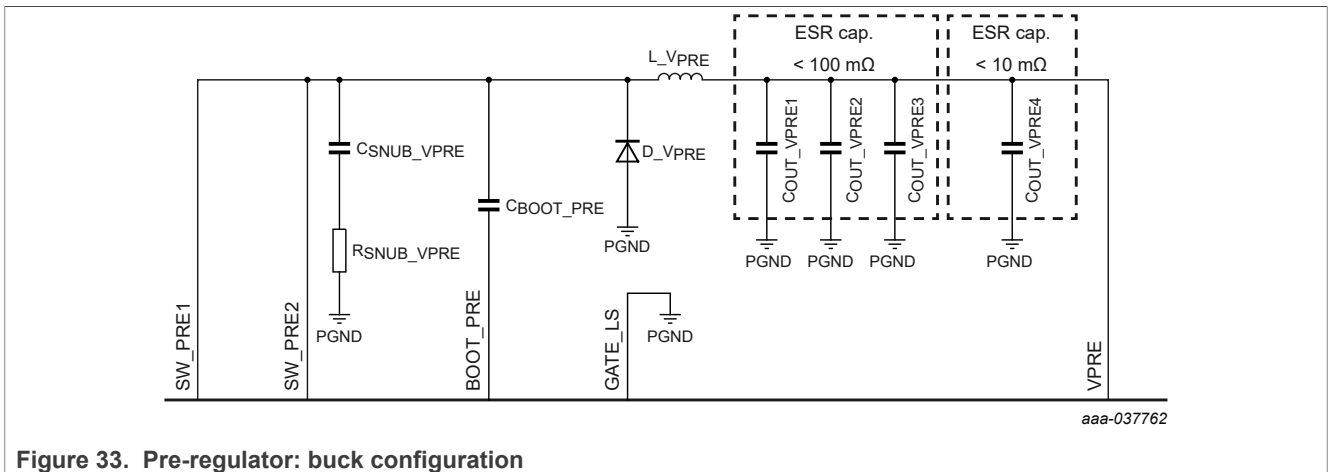 ESR cap.
< 100 mΩ
ESR cap.
< 10 mΩ
L_VPRE
CSNUB_VPRE
RSNUB_VPRE
PGND
CBOOT_PRE
D_VPRE
PGND
COUT_VPRE1
COUT_VPRE2
COUT_VPRE3
COUT_VPRE4
PGND PGND PGND
PGND
PGND
SW_PRE1
SW_PRE2
BOOT_PRE
GATE_LS
VPRE
aaa-037762
Figure 33. Pre-regulator: buck configuration